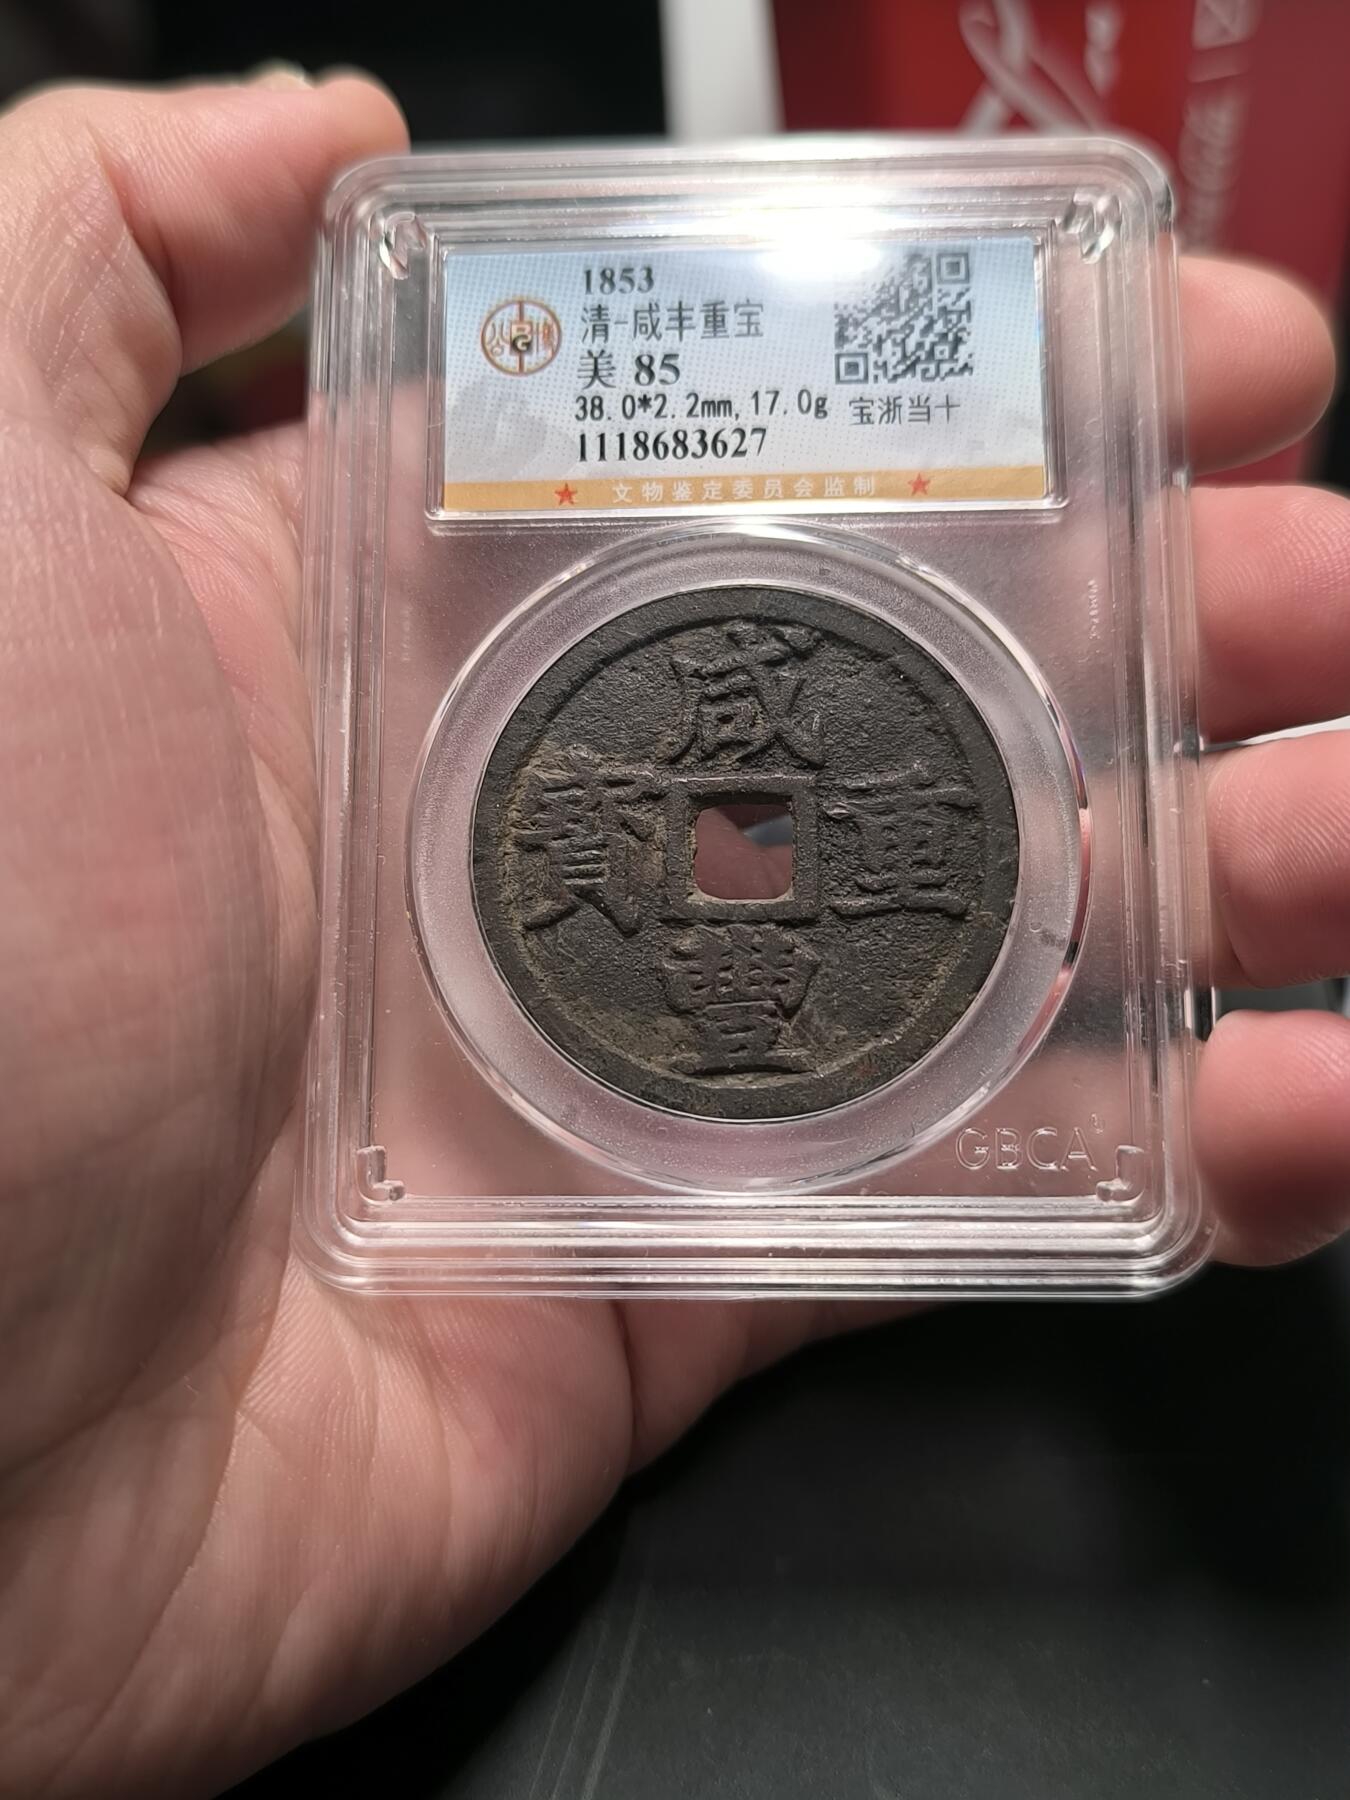 1853
清-咸丰重宝
美 85
38.0*2.2mm,17.0g
宝浙当十
1118683627
★ 文物鉴定委员会监制 ★
咸
寶 重
豐
GBCA